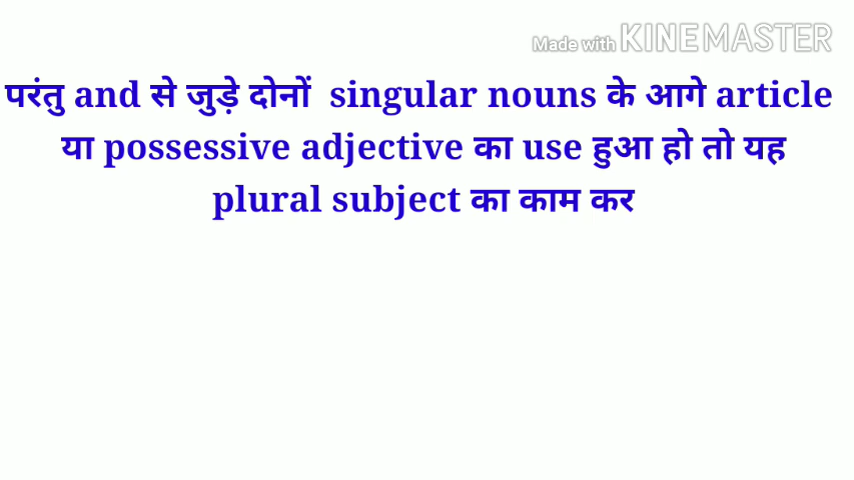 Made with KINEMASTER
परंतु and से जुड़े दोनों singular nouns के आगे article
या possessive adjective का use हुआ हो तो यह
plural subject का काम कर